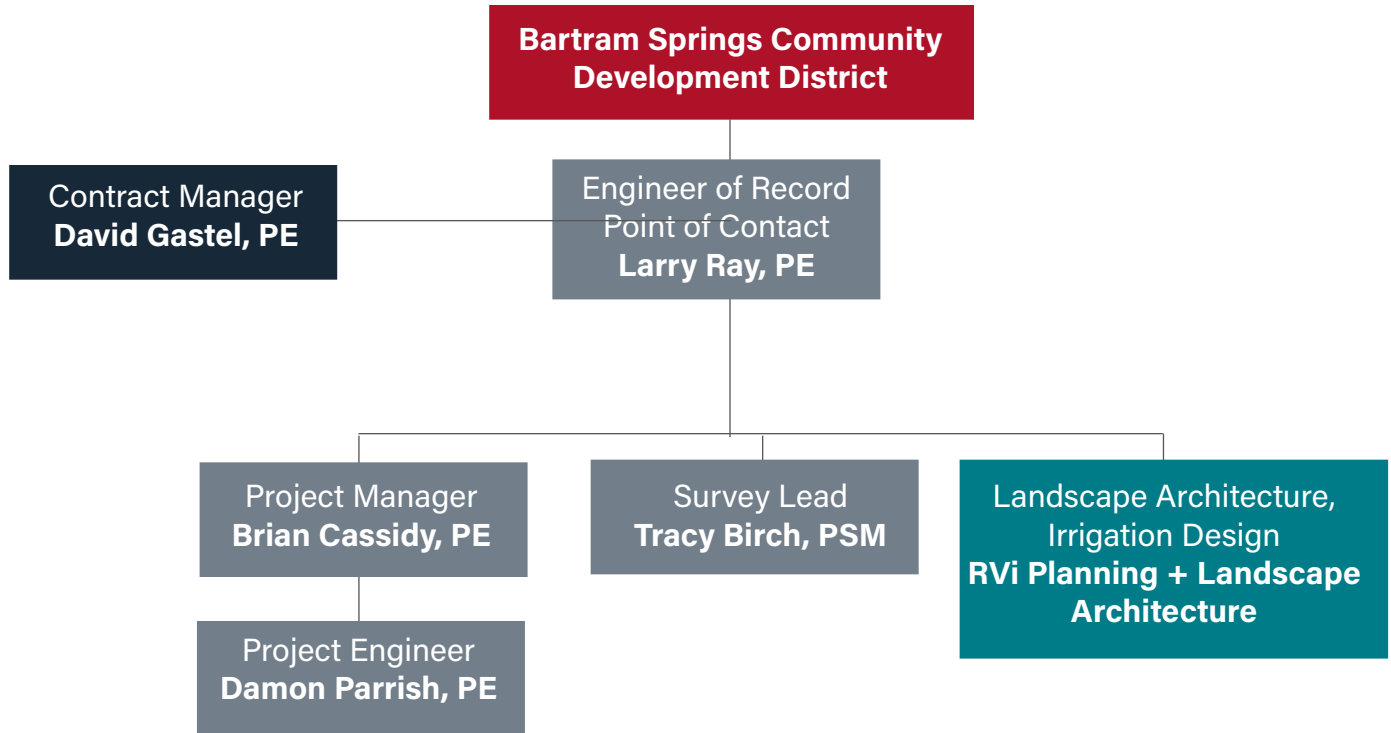 Bartram Springs Community
Development District
Contract Manager
David Gastel, PE
Engineer of Record
Point of Contact
Larry Ray, PE
Project Manager
Brian Cassidy, PE
Survey Lead
Tracy Birch, PSM
Landscape Architecture,
Irrigation Design
RVi Planning + Landscape
Architecture
Project Engineer
Damon Parrish, PE